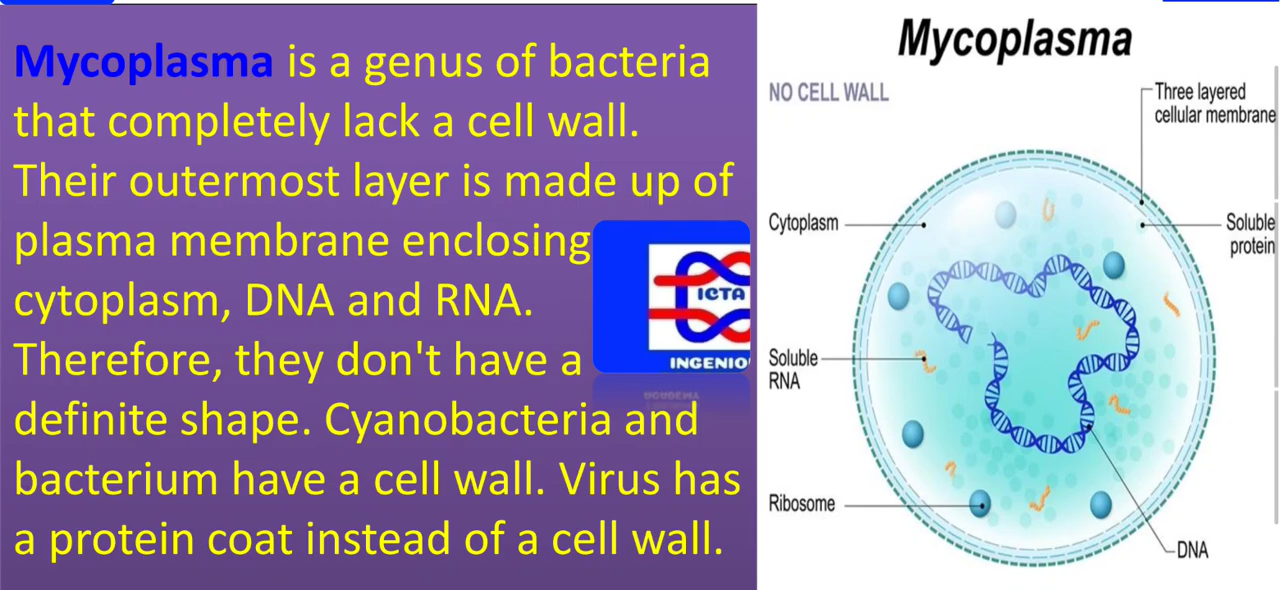 Mycoplasma is a genus of bacteria
that completely lack a cell wall.
Their outermost layer is made up of
plasma membrane enclosing
cytoplasm, DNA and RNA.
Therefore, they don't have a
definite shape. Cyanobacteria and
bacterium have a cell wall. Virus has
a protein coat instead of a cell wall.
ICTA
INGENIO
Mycoplasma
NO CELL WALL
Three layered
cellular membrane
Cytoplasm
Soluble
protein
Soluble
RNA
Ribosome
DNA